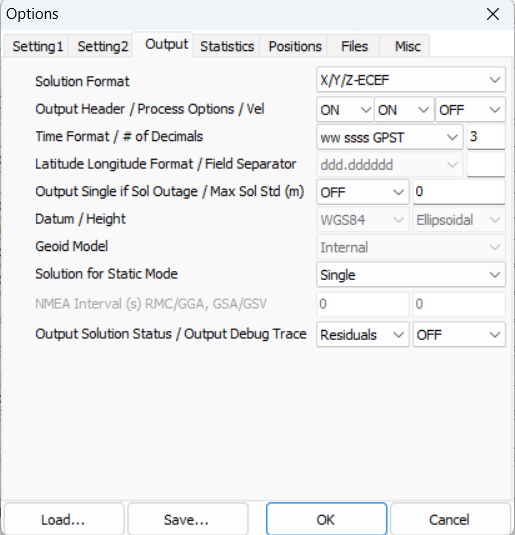 Options
Setting1 Setting2 Output Statistics Positions Files Misc
Solution Format X/Y/Z-ECEF
Output Header / Process Options / Vel ON ON OFF
Time Format / # of Decimals ww ssss GPST 3
Latitude Longitude Format / Field Separator ddd.dddddd
Output Single if Sol Outage / Max Sol Std (m) OFF 0
Datum / Height WGS84 Ellipsoidal
Geoid Model Internal
Solution for Static Mode Single
NMEA Interval (s) RMC/GGA, GSA/GSV 0 0
Output Solution Status / Output Debug Trace Residuals OFF
Load... Save... OK Cancel